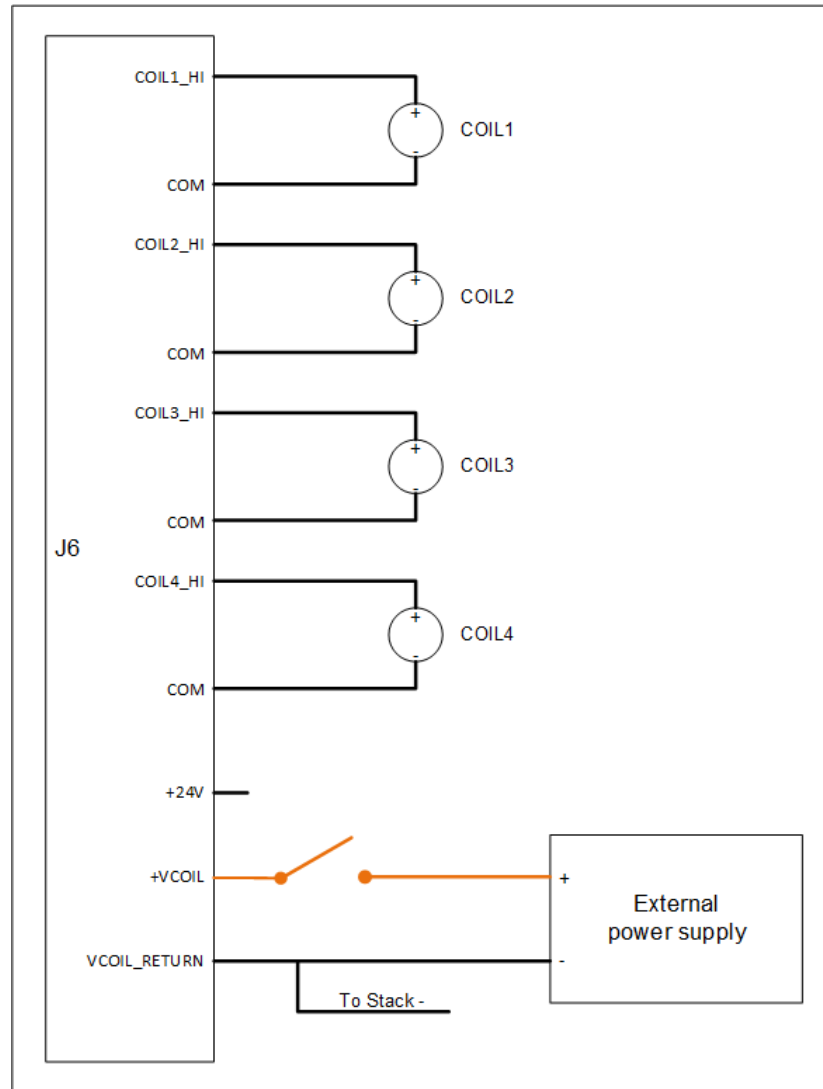 COIL1_HI
+
COIL1
-
COM
COIL2_HI
+
COIL2
-
COM
COIL3_HI
+
COIL3
-
COM
J6
COIL4_HI
+
COIL4
-
COM
+24V
+VCOIL
+
External
power supply
VCOIL_RETURN
-
To Stack -